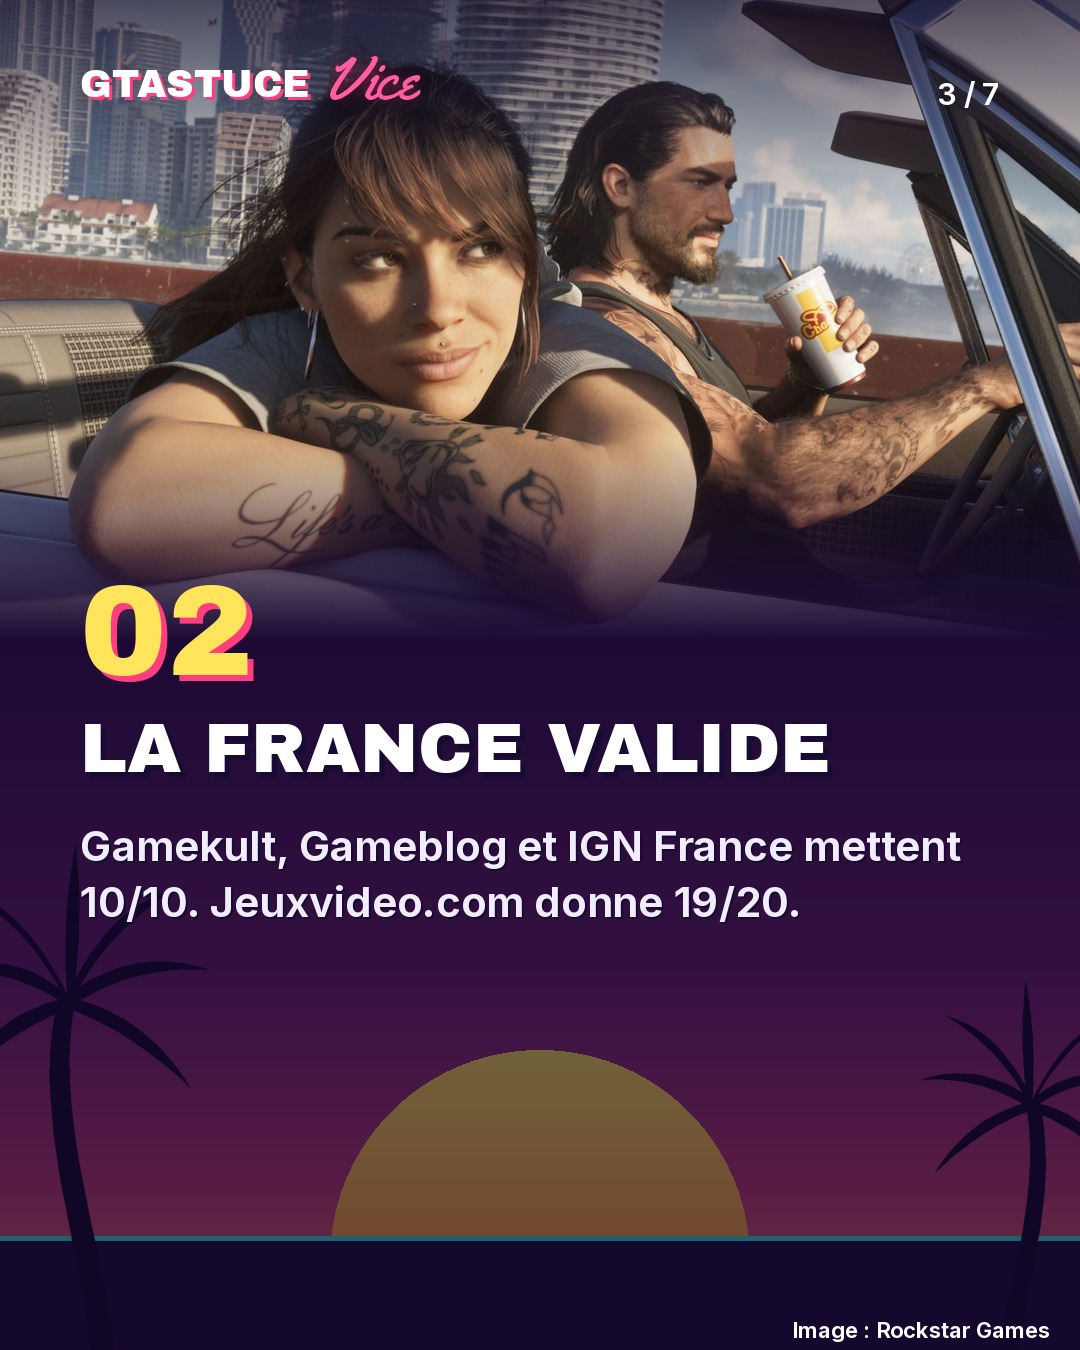 GTASTUCE Vice
3 / 7
Life's a
02
LA FRANCE VALIDE
Gamekult, Gameblog et IGN France mettent
10/10. Jeuxvideo.com donne 19/20.
Image : Rockstar Games